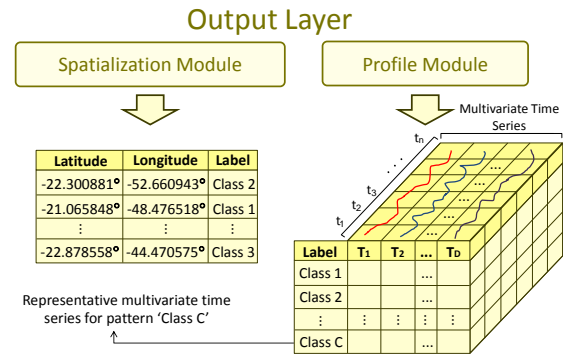 Output Layer
Spatialization Module
Profile Module
Latitude Longitude Label
-22.300881° -52.660943° Class 2
-21.065848° -48.476518° Class 1
⋮ ⋮ ⋮
-22.878558° -44.470575° Class 3
Multivariate Time
Series
t1 t2 t3 . . . tn
... ...
... ...
Label T1 T2 ... TD
Class 1 ...
Class 2 ...
⋮ ⋮ ⋮ ... ⋮
Class C ...
Representative multivariate time
series for pattern ‘Class C’